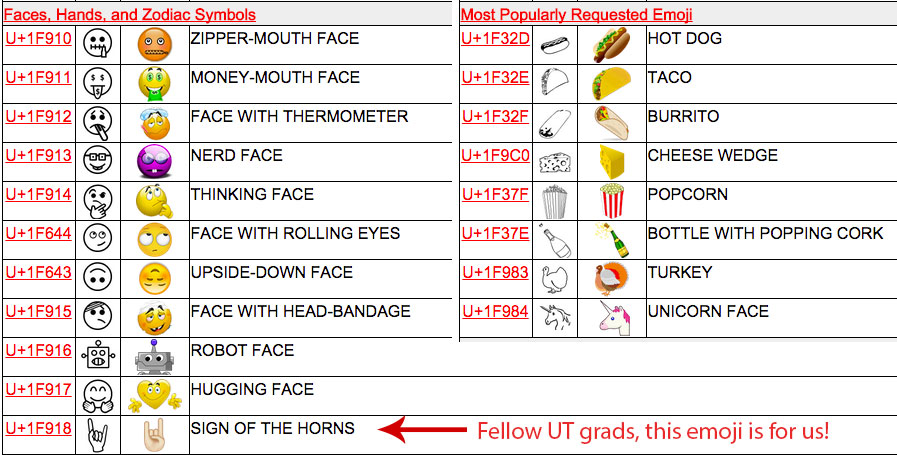 Faces, Hands, and Zodiac Symbols
U+1F910 ZIPPER-MOUTH FACE
U+1F911 MONEY-MOUTH FACE
U+1F912 FACE WITH THERMOMETER
U+1F913 NERD FACE
U+1F914 THINKING FACE
U+1F644 FACE WITH ROLLING EYES
U+1F643 UPSIDE-DOWN FACE
U+1F915 FACE WITH HEAD-BANDAGE
U+1F916 ROBOT FACE
U+1F917 HUGGING FACE
U+1F918 SIGN OF THE HORNS
Fellow UT grads, this emoji is for us!
Most Popularly Requested Emoji
U+1F32D HOT DOG
U+1F32E TACO
U+1F32F BURRITO
U+1F9C0 CHEESE WEDGE
U+1F37F POPCORN
U+1F37E BOTTLE WITH POPPING CORK
U+1F983 TURKEY
U+1F984 UNICORN FACE